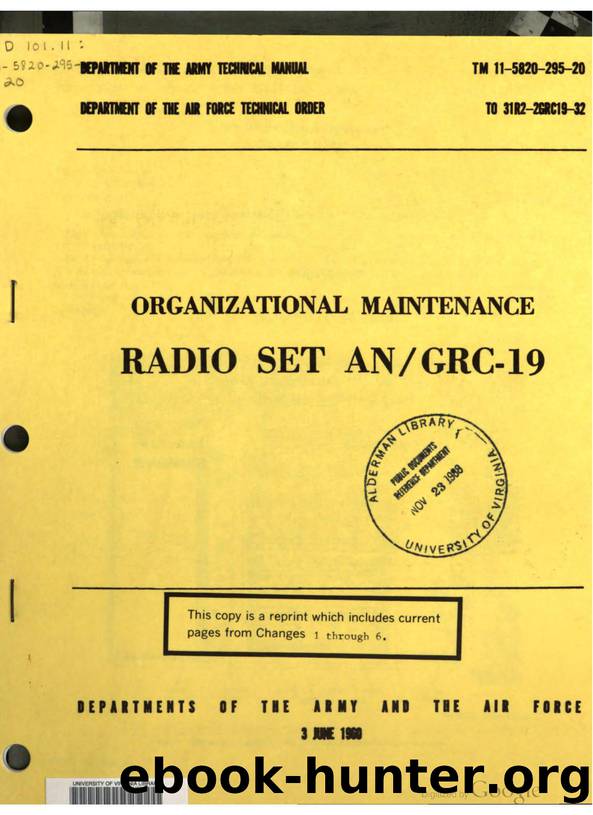 D 101.11:
- 5820-295-
20
DEPARTMENT OF THE ARMY TECHNICAL MANUAL
TM 11-5820-295-20
DEPARTMENT OF THE AIR FORCE TECHNICAL ORDER
TO 31R2-2GRC19-32
ORGANIZATIONAL MAINTENANCE
RADIO SET AN/GRC-19
ALDERMAN LIBRARY
PUBLIC DOCUMENTS
REFERENCE DEPARTMENT
NOV 23 1988
UNIVERSITY OF VIRGINIA
This copy is a reprint which includes current
pages from Changes 1 through 6.
DEPARTMENTS OF THE ARMY AND THE AIR FORCE
3 JUNE 1960
UNIVERSITY OF
ebook-hunter.org
Google